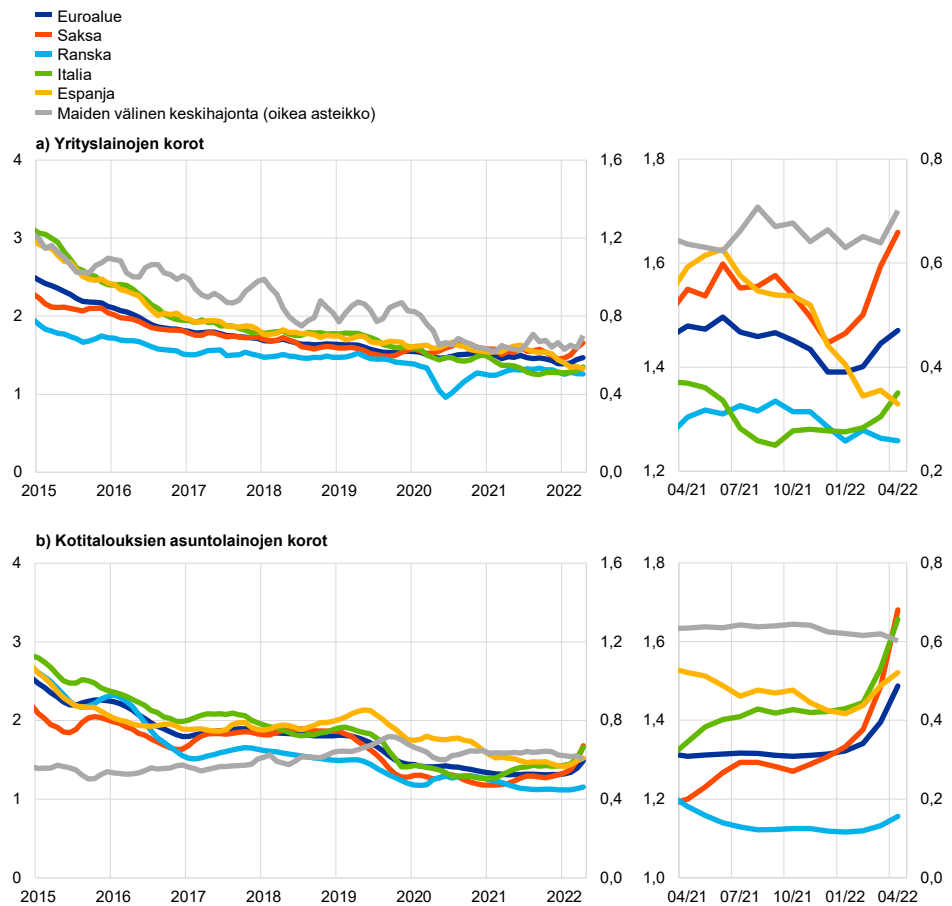 Euroalue
Saksa
Ranska
Italia
Espanja
Maiden välinen keskihajonta (oikea asteikko)
a) Yrityslainojen korot
4 1,6 1,8 0,8
3 1,2 1,6 0,6
2 0,8 1,4 0,4
1 0,4
0 0,0 1,2 0,2
2015 2016 2017 2018 2019 2020 2021 2022 04/21 07/21 10/21 01/22 04/22
b) Kotitalouksien asuntolainojen korot
4 1,6 1,8 0,8
3 1,2 1,6 0,6
2 0,8 1,4 0,4
1 0,4 1,2 0,2
0 0,0 1,0 0,0
2015 2016 2017 2018 2019 2020 2021 2022 04/21 07/21 10/21 01/22 04/22